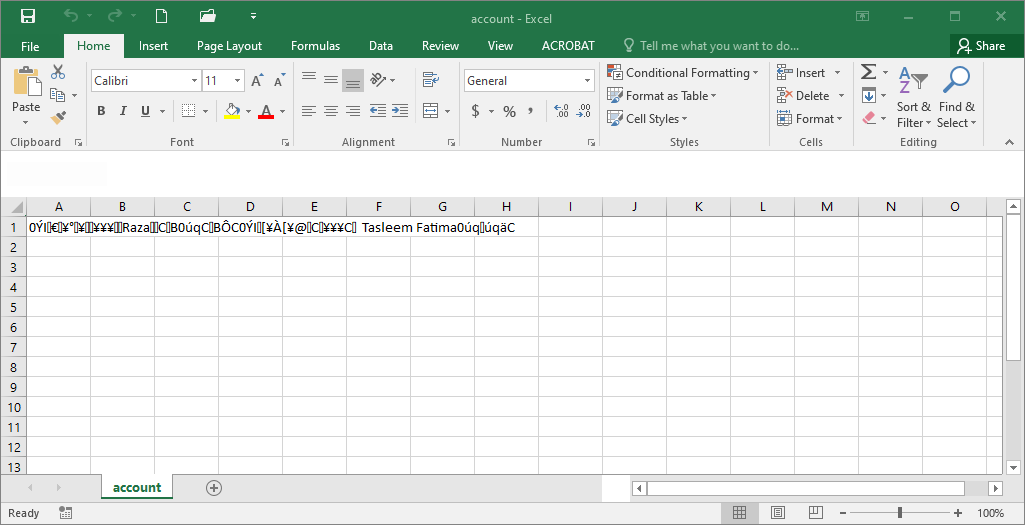 account - Excel
File Home Insert Page Layout Formulas Data Review View ACROBAT Tell me what you want to do... Share
Paste
Calibri 11
B I U A
General
$ % ,
Conditional Formatting
Format as Table
Cell Styles
Insert
Delete
Format
Sort & Filter
Find & Select
Clipboard Font Alignment Number Styles Cells Editing
A B C D E F G H I J K L M N O
1 Raza Tasleem Fatima
2
3
4
5
6
7
8
9
10
11
12
13
account
Ready 100%